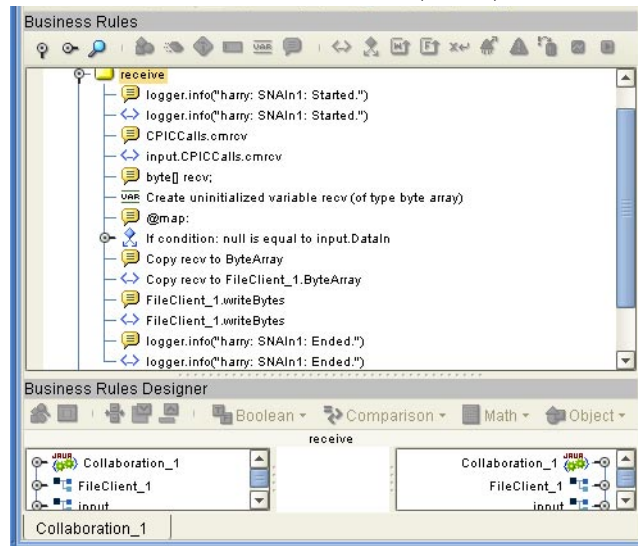 Business Rules
VAR
receive
logger.info("harry: SNAIn1: Started.")
logger.info("harry: SNAIn1: Started.")
CPICCalls.cmrcv
input.CPICCalls.cmrcv
byte[] recv;
VAR Create uninitialized variable recv (of type byte array)
@map:
If condition: null is equal to input.DataIn
Copy recv to ByteArray
Copy recv to FileClient_1.ByteArray
FileClient_1.writeBytes
FileClient_1.writeBytes
logger.info("harry: SNAIn1: Ended.")
logger.info("harry: SNAIn1: Ended.")
Business Rules Designer
Boolean Comparison Math Object
receive
JAVA Collaboration_1 Collaboration_1 JAVA
FileClient_1 FileClient_1
input input
Collaboration_1